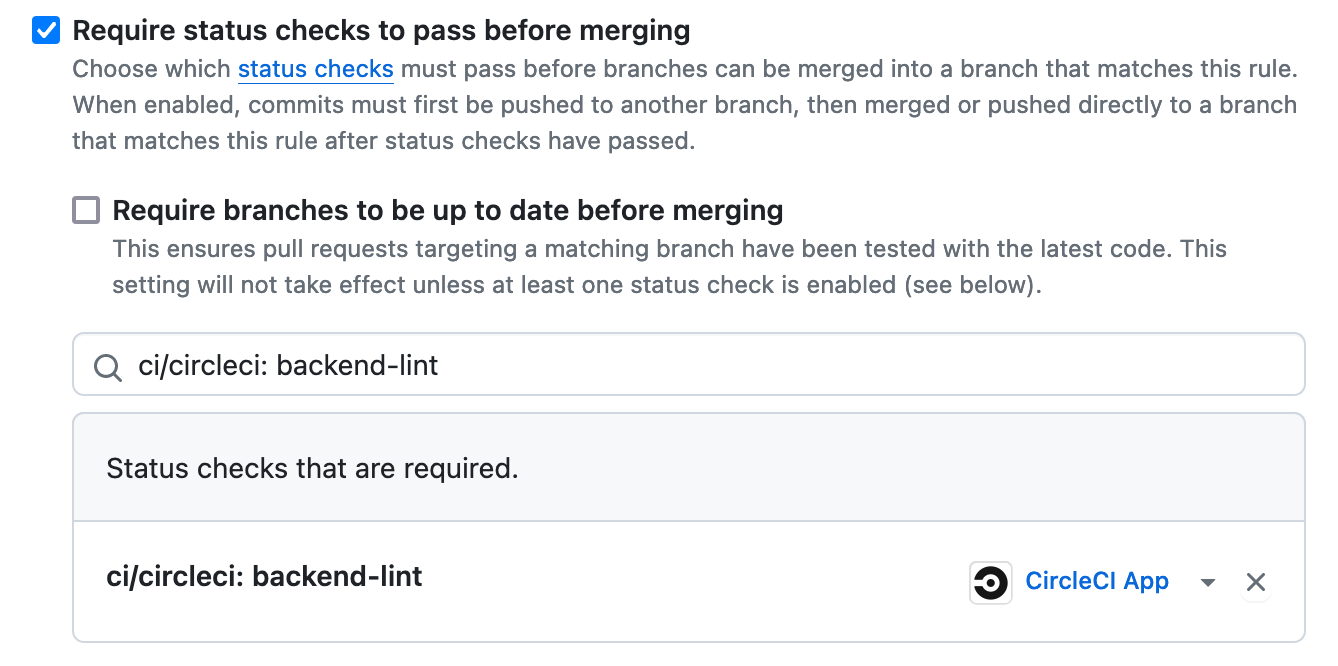 Require status checks to pass before merging
Choose which status checks must pass before branches can be merged into a branch that matches this rule.
When enabled, commits must first be pushed to another branch, then merged or pushed directly to a branch
that matches this rule after status checks have passed.
Require branches to be up to date before merging
This ensures pull requests targeting a matching branch have been tested with the latest code. This
setting will not take effect unless at least one status check is enabled (see below).
ci/circleci: backend-lint
Status checks that are required.
ci/circleci: backend-lint CircleCI App